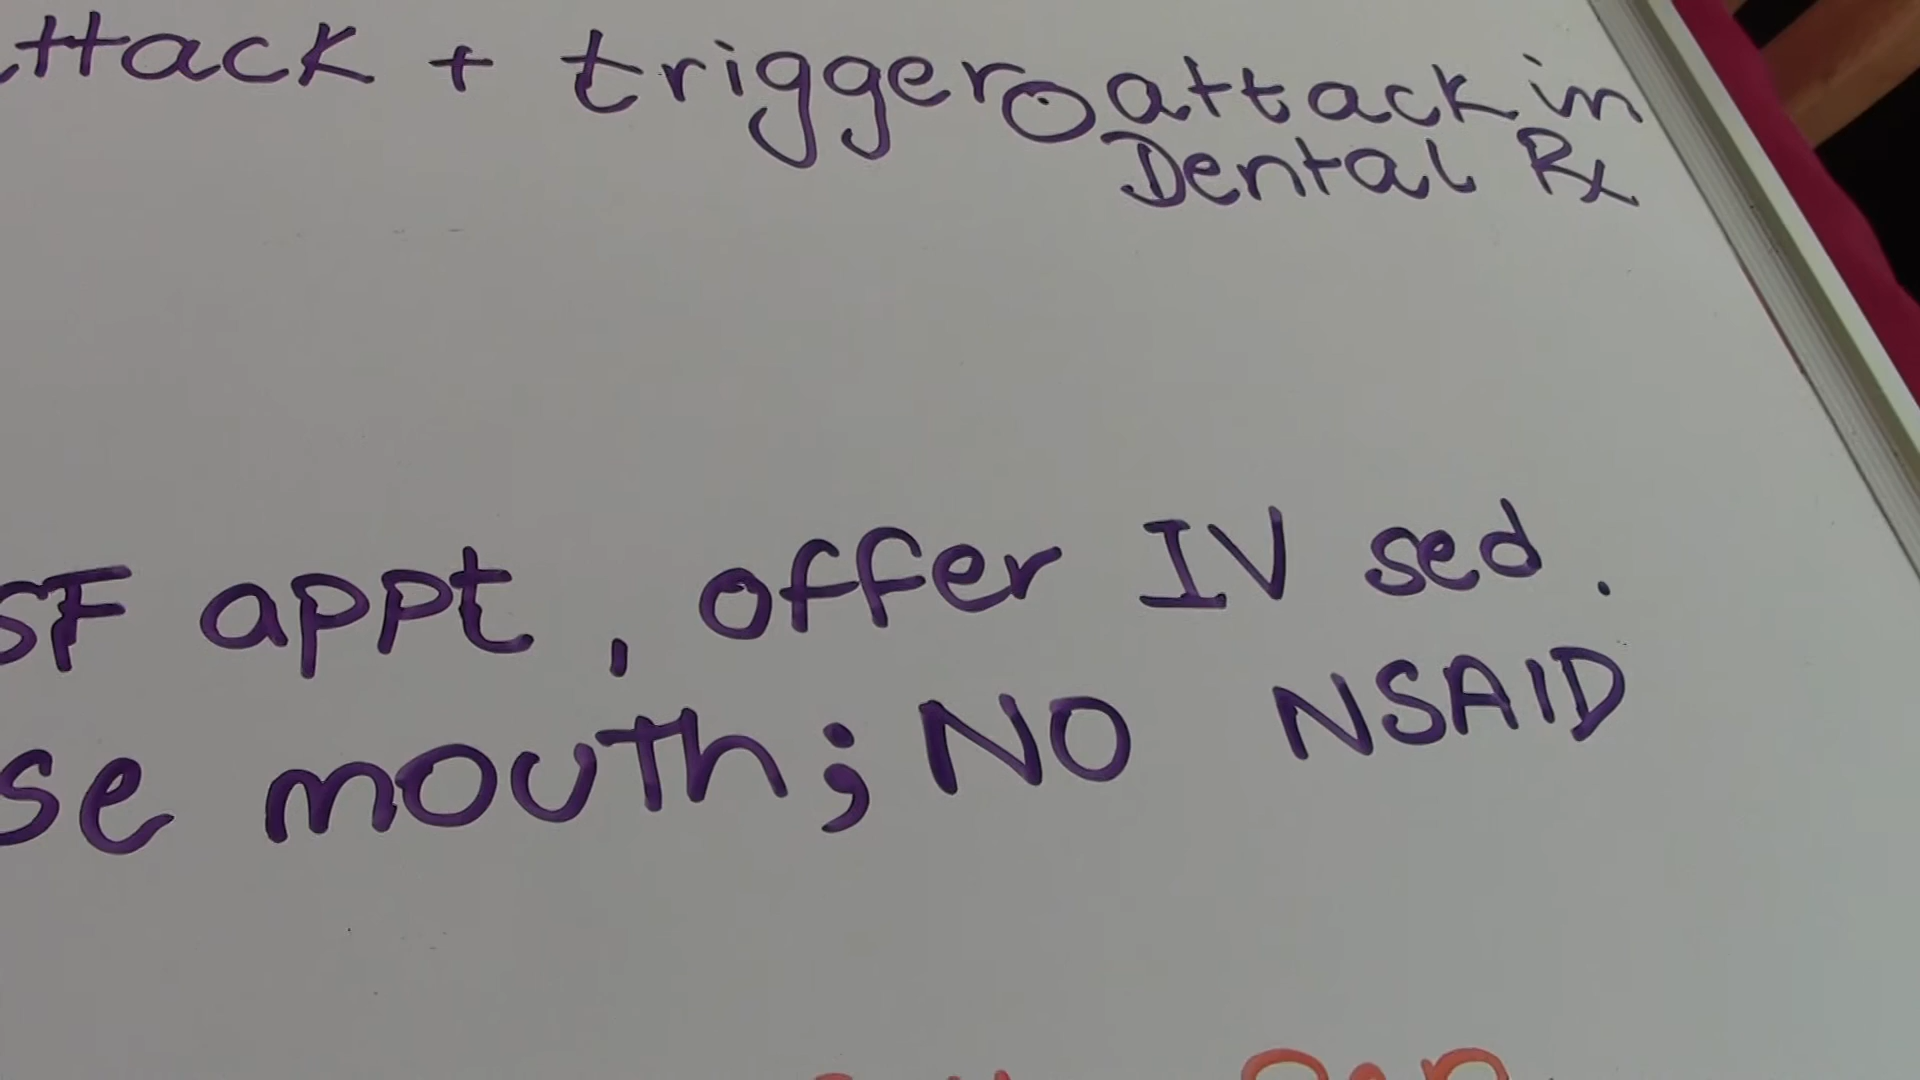 ttack + trigger attack in
Dental Rx
SF appt, offer IV sed.
se mouth; NO NSAID